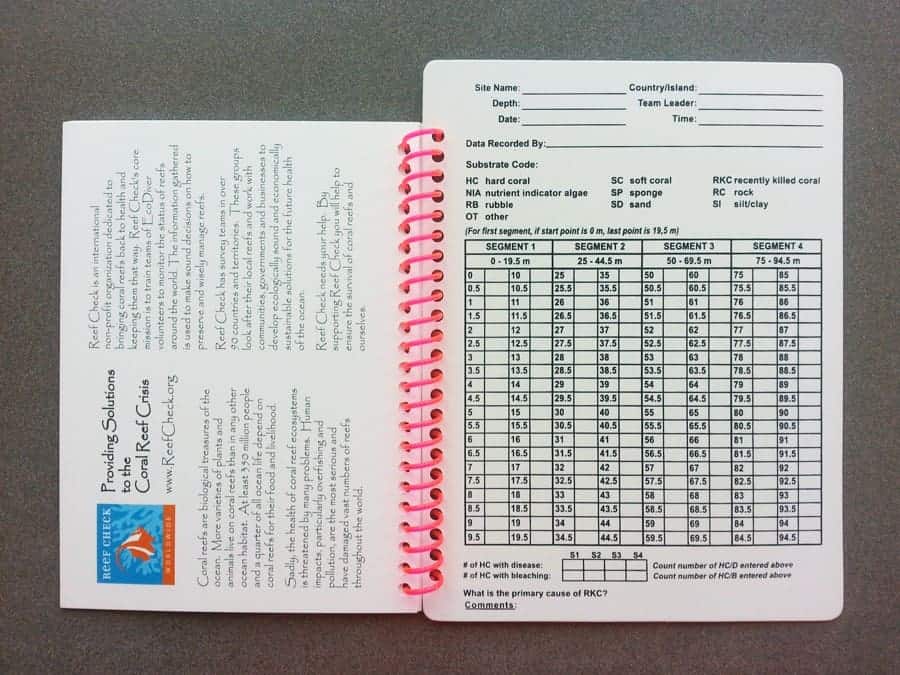 REEF CHECK
WORLDWIDE
Providing Solutions
to the
Coral Reef Crisis
www.ReefCheck.org
Coral reefs are biological treasures of the
ocean. More varieties of plants and
animals live on coral reefs than in any other
ocean habitat. At least 350 million people
and a quarter of all ocean life depend on
coral reefs for their food and livelihood.
Sadly, the health of coral reef ecosystems
is threatened by many problems. Human
impacts, particularly overfishing and
pollution, are the most serious and
have damaged vast numbers of reefs
throughout the world.
Reef Check is an international
non-profit organization dedicated to
bringing coral reefs back to health and
keeping them that way. Reef Check's core
mission is to train teams of EcoDiver
volunteers to monitor the status of reefs
around the world. The information gathered
is used to make sound decisions on how to
preserve and wisely manage reefs.
Reef Check has survey teams in over
90 countries and territories. These groups
look after their local reefs and work with
communities, governments and businesses to
develop ecologically sound and economically
sustainable solutions for the future health
of the ocean.
Reef Check needs your help. By
supporting Reef Check you will help to
ensure the survival of coral reefs and
ourselves.
Site Name: Country/Island:
Depth: Team Leader:
Date: Time:
Data Recorded By:
Substrate Code:
HC hard coral SC soft coral RKC recently killed coral
NIA nutrient indicator algae SP sponge RC rock
RB rubble SD sand SI silt/clay
OT other
(For first segment, if start point is 0 m, last point is 19,5 m)
SEGMENT 1 SEGMENT 2 SEGMENT 3 SEGMENT 4
0 - 19.5 m 25 - 44.5 m 50 - 69.5 m 75 - 94.5 m
0 10 25 35 50 60 75 85
0.5 10.5 25.5 35.5 50.5 60.5 75.5 85.5
1 11 26 36 51 61 76 86
1.5 11.5 26.5 36.5 51.5 61.5 76.5 86.5
2 12 27 37 52 62 77 87
2.5 12.5 27.5 37.5 52.5 62.5 77.5 87.5
3 13 28 38 53 63 78 88
3.5 13.5 28.5 38.5 53.5 63.5 78.5 88.5
4 14 29 39 54 64 79 89
4.5 14.5 29.5 39.5 54.5 64.5 79.5 89.5
5 15 30 40 55 65 80 90
5.5 15.5 30.5 40.5 55.5 65.5 80.5 90.5
6 16 31 41 56 66 81 91
6.5 16.5 31.5 41.5 56.5 66.5 81.5 91.5
7 17 32 42 57 67 82 92
7.5 17.5 32.5 42.5 57.5 67.5 82.5 92.5
8 18 33 43 58 68 83 93
8.5 18.5 33.5 43.5 58.5 68.5 83.5 93.5
9 19 34 44 59 69 84 94
9.5 19.5 34.5 44.5 59.5 69.5 84.5 94.5
S1 S2 S3 S4
# of HC with disease: Count number of HC/D entered above
# of HC with bleaching: Count number of HC/B entered above
What is the primary cause of RKC?
Comments: